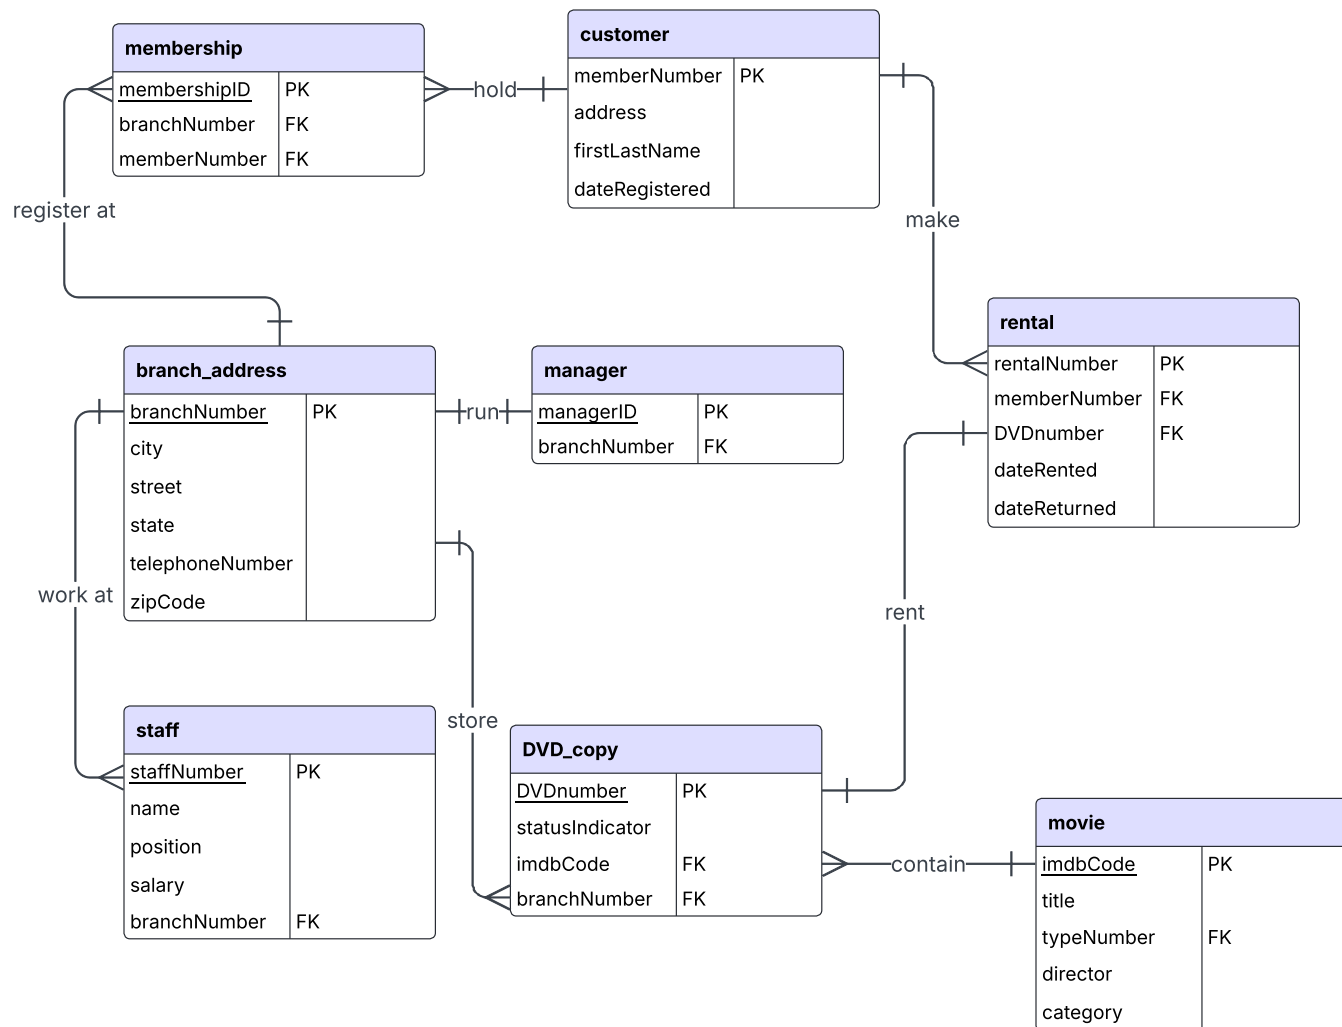 membership
membershipID PK
branchNumber FK
memberNumber FK
hold
customer
memberNumber PK
address
firstLastName
dateRegistered
register at
make
rental
rentalNumber PK
memberNumber FK
DVDnumber FK
dateRented
dateReturned
branch_address
branchNumber PK
city
street
state
telephoneNumber
zipCode
run
manager
managerID PK
branchNumber FK
work at
rent
store
staff
staffNumber PK
name
position
salary
branchNumber FK
DVD_copy
DVDnumber PK
statusIndicator
imdbCode FK
branchNumber FK
contain
movie
imdbCode PK
title
typeNumber FK
director
category